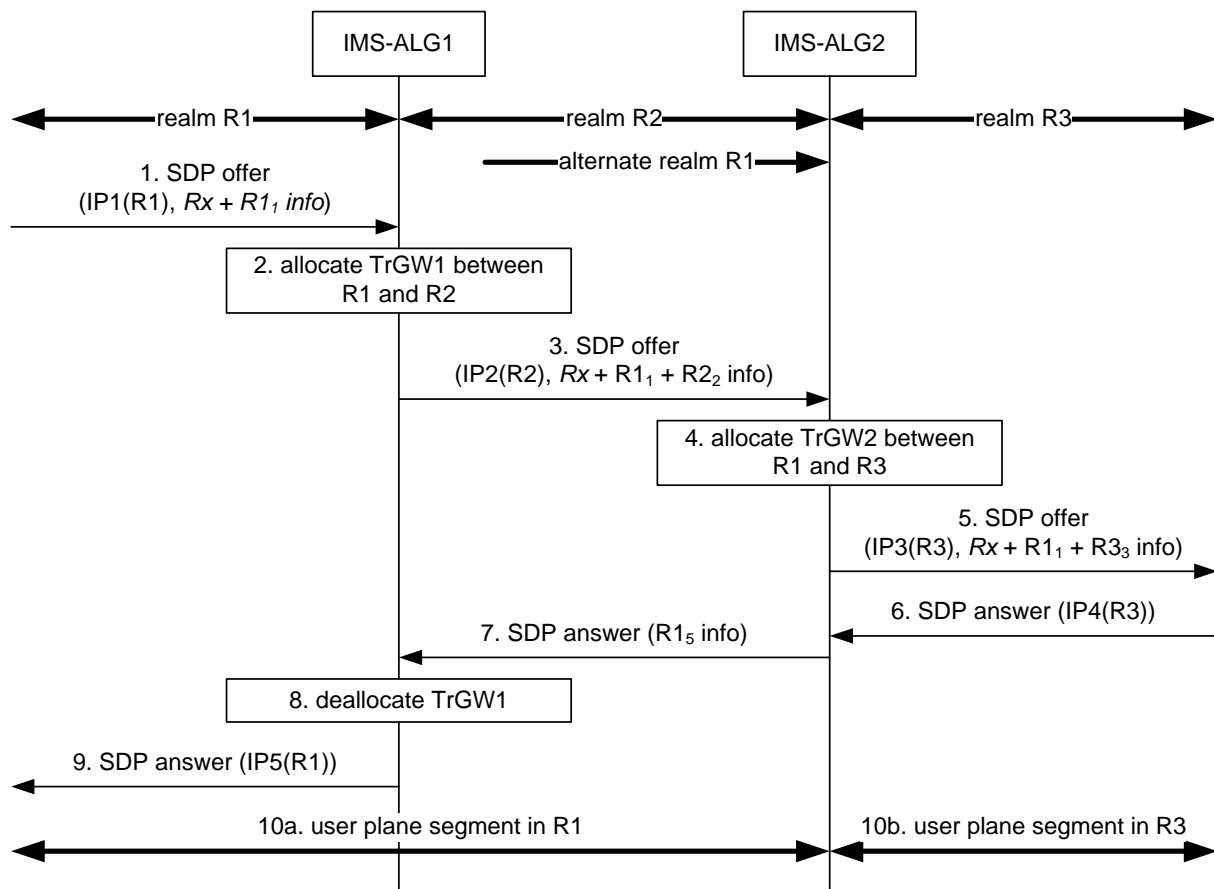 IMS-ALG1
IMS-ALG2
realm R1
realm R2
realm R3
alternate realm R1
1. SDP offer
(IP1(R1), Rx + R1₁ info)
2. allocate TrGW1 between
R1 and R2
3. SDP offer
(IP2(R2), Rx + R1₁ + R2₂ info)
4. allocate TrGW2 between
R1 and R3
5. SDP offer
(IP3(R3), Rx + R1₁ + R3₃ info)
6. SDP answer (IP4(R3))
7. SDP answer (R1₅ info)
8. deallocate TrGW1
9. SDP answer (IP5(R1))
10a. user plane segment in R1
10b. user plane segment in R3